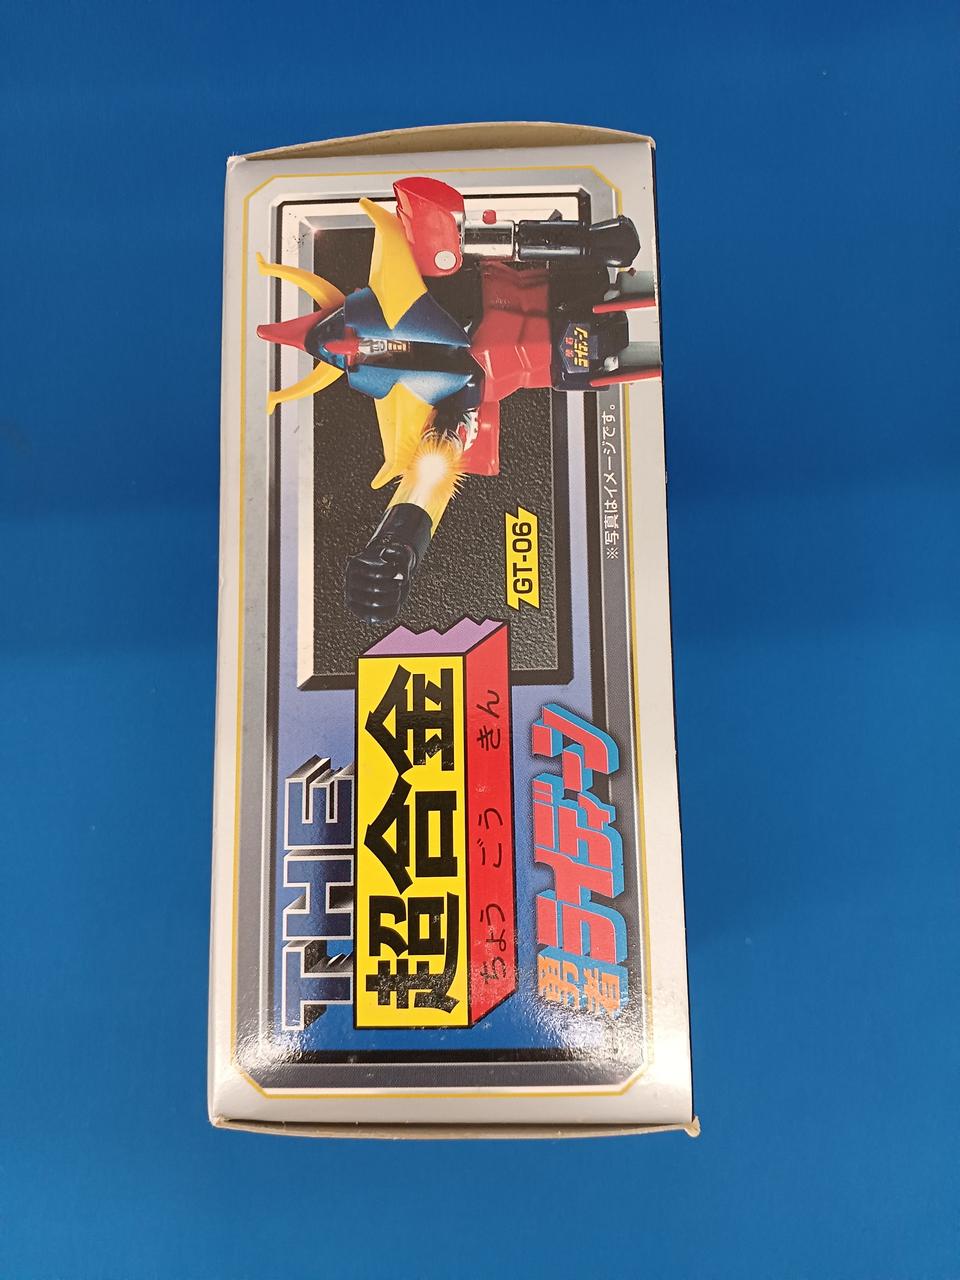 THE
超合金
ちょう ごう きん
勇者
ライディーン
GT-06
勇者
ライディーン
※写真はイメージです。